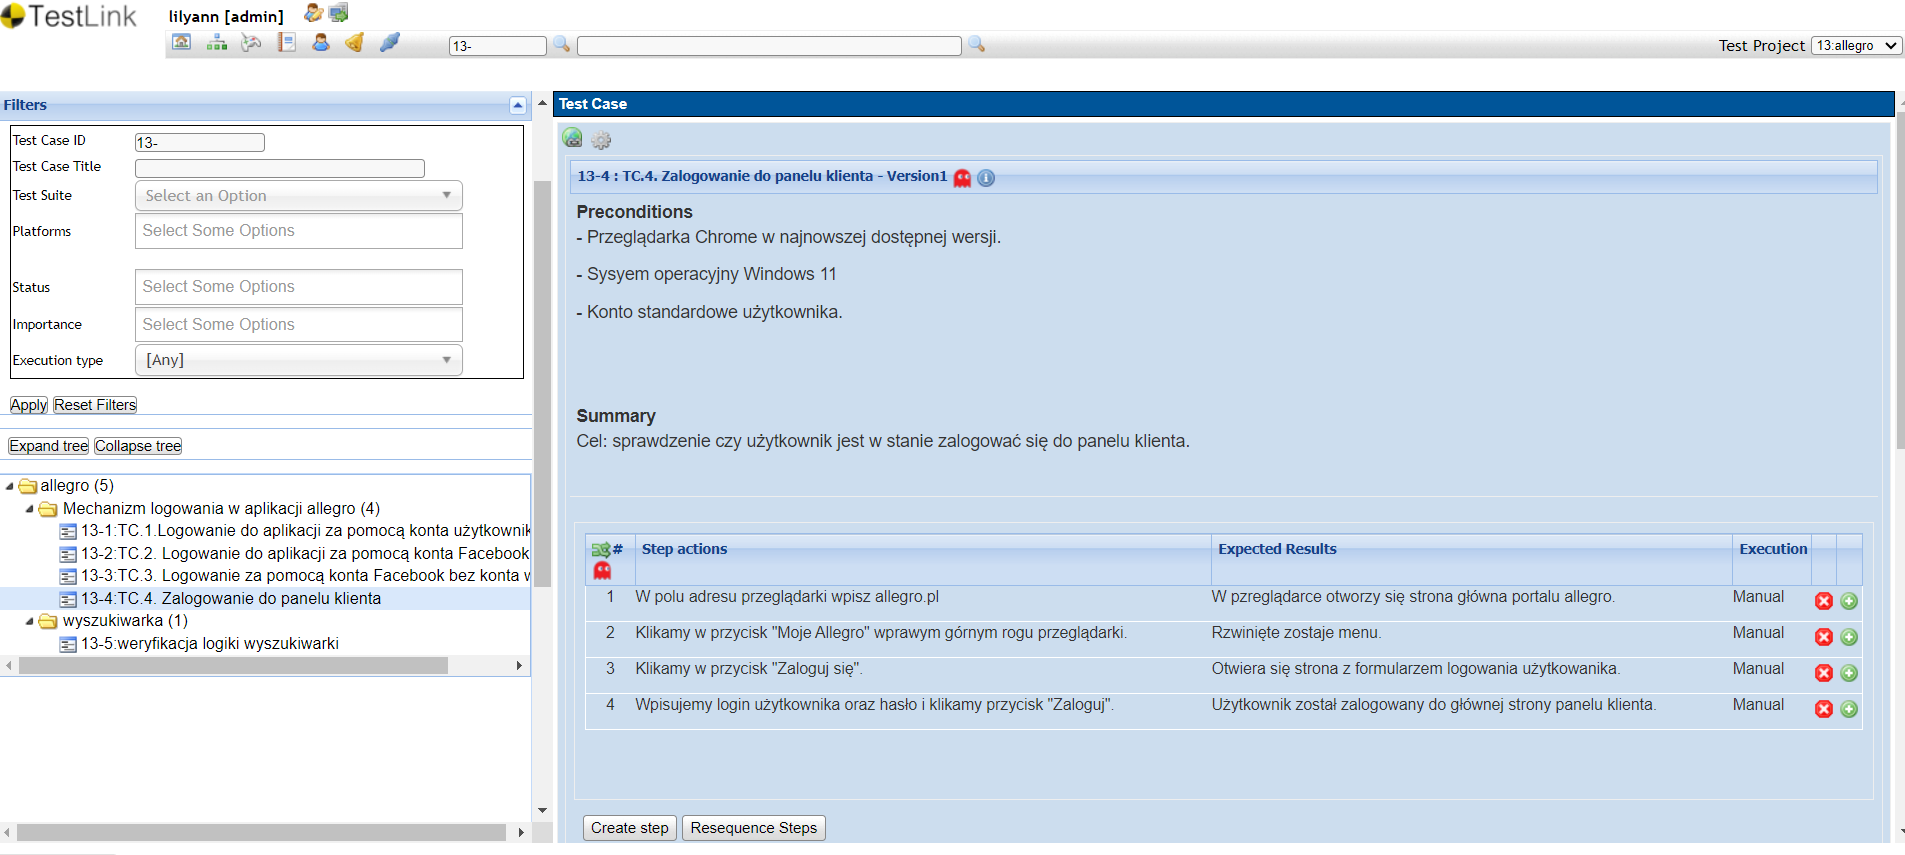 TestLink
lilyann [admin]
13-
Test Project 13:allegro
Filters
Test Case ID 13-
Test Case Title
Test Suite Select an Option
Platforms Select Some Options
Status Select Some Options
Importance Select Some Options
Execution type [Any]
Apply Reset Filters
Expand tree Collapse tree
allegro (5)
Mechanizm logowania w aplikacji allegro (4)
13-1:TC.1.Logowanie do aplikacji za pomocą konta użytkownik
13-2:TC.2. Logowanie do aplikacji za pomocą konta Facebook
13-3:TC.3. Logowanie za pomocą konta Facebook bez konta w
13-4:TC.4. Zalogowanie do panelu klienta
wyszukiwarka (1)
13-5:weryfikacja logiki wyszukiwarki
Test Case
13-4 : TC.4. Zalogowanie do panelu klienta - Version1
Preconditions
- Przeglądarka Chrome w najnowszej dostępnej wersji.
- Sysyem operacyjny Windows 11
- Konto standardowe użytkownika.
Summary
Cel: sprawdzenie czy użytkownik jest w stanie zalogować się do panelu klienta.
# Step actions Expected Results Execution
1 W polu adresu przeglądarki wpisz allegro.pl W pzreglądarce otworzy się strona główna portalu allegro. Manual
2 Klikamy w przycisk "Moje Allegro" wprawym górnym rogu przeglądarki. Rzwinięte zostaje menu. Manual
3 Klikamy w przycisk "Zaloguj się". Otwiera się strona z formularzem logowania użytkowanika. Manual
4 Wpisujemy login użytkownika oraz hasło i klikamy przycisk "Zaloguj". Użytkownik został zalogowany do głównej strony panelu klienta. Manual
Create step Resequence Steps